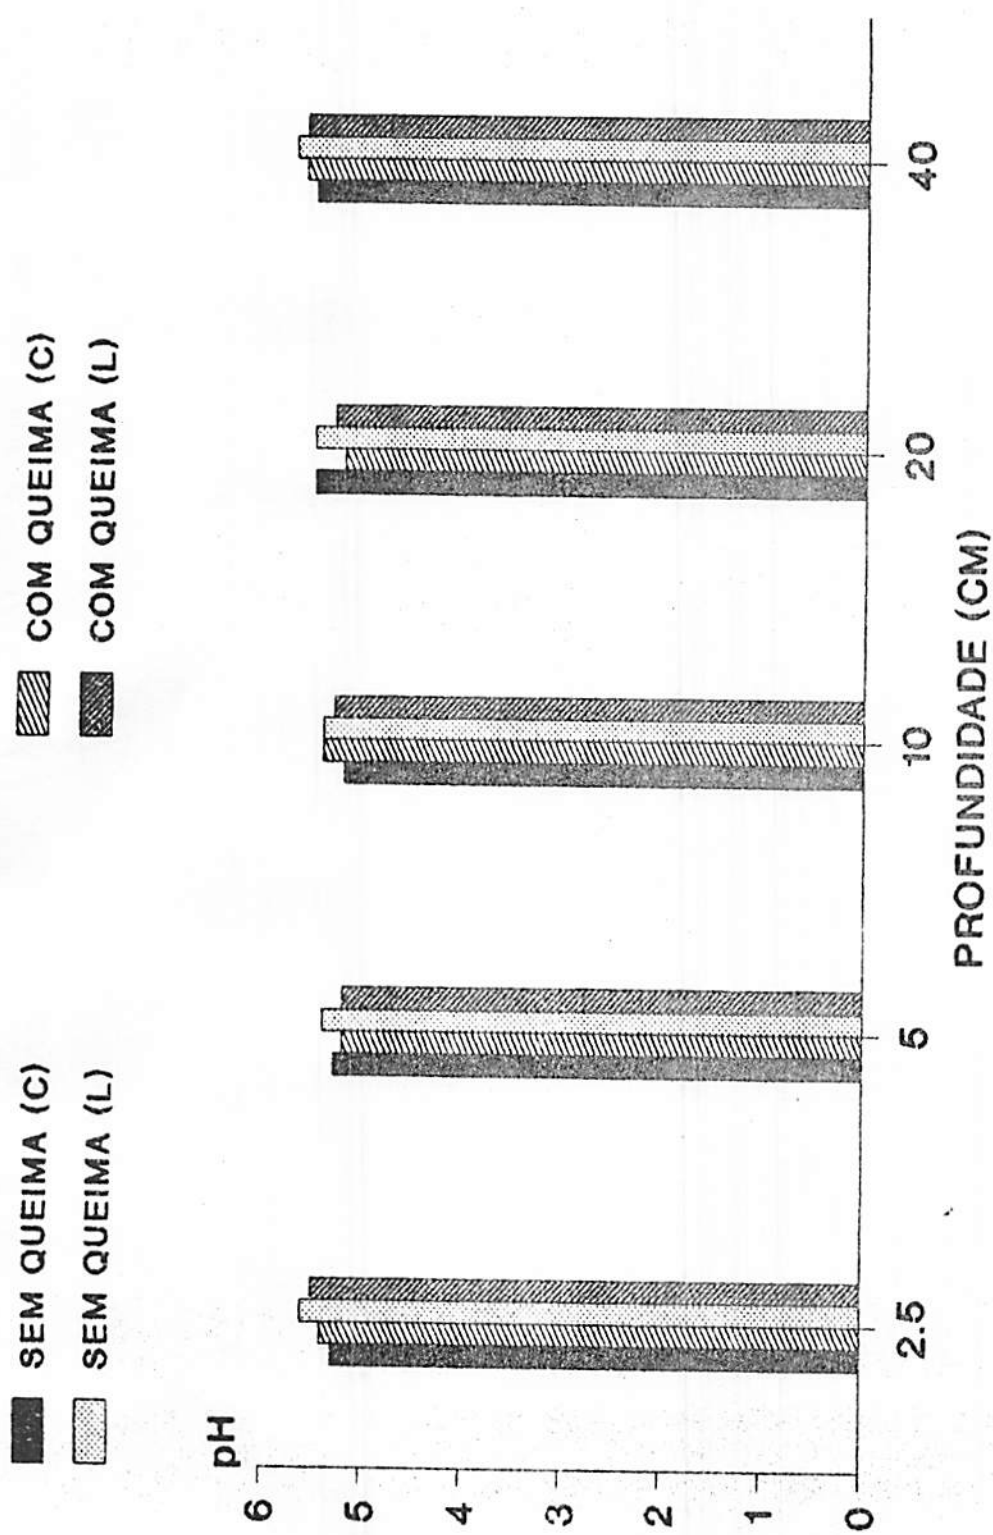 SEM QUEIMA (C)
COM QUEIMA (C)
SEM QUEIMA (L)
COM QUEIMA (L)
pH
6
5
4
3
2
1
0
2.5
5
10
20
40
PROFUNDIDADE (CM)